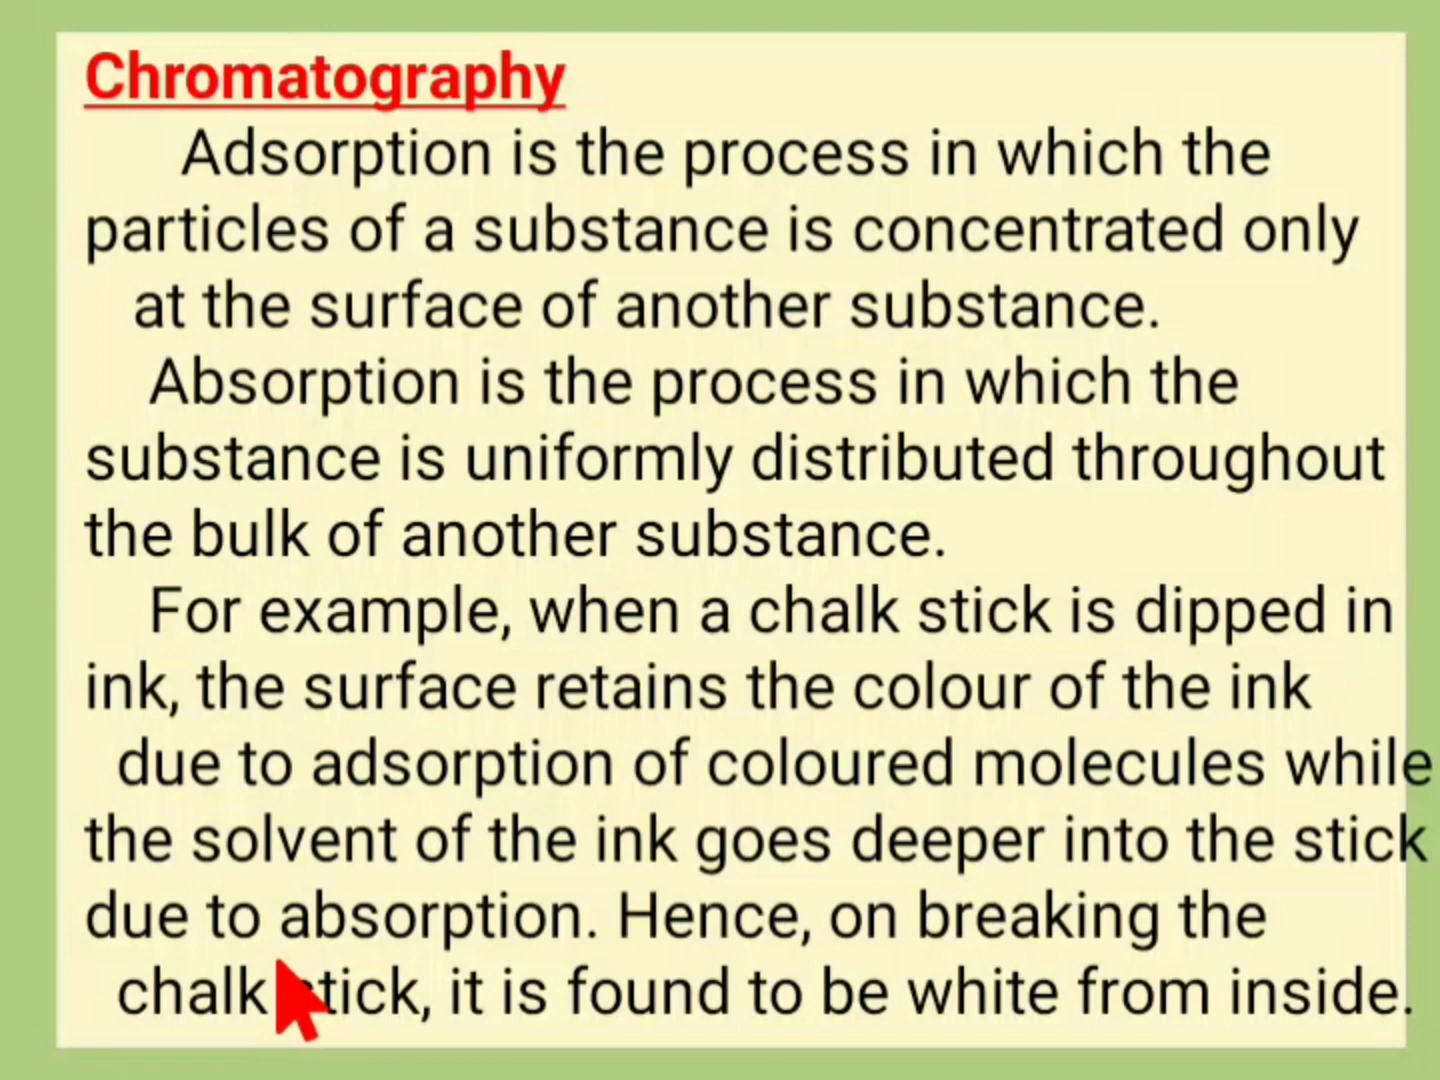 Chromatography
Adsorption is the process in which the
particles of a substance is concentrated only
at the surface of another substance.
Absorption is the process in which the
substance is uniformly distributed throughout
the bulk of another substance.
For example, when a chalk stick is dipped in
ink, the surface retains the colour of the ink
due to adsorption of coloured molecules while
the solvent of the ink goes deeper into the stick
due to absorption. Hence, on breaking the
chalk stick, it is found to be white from inside.